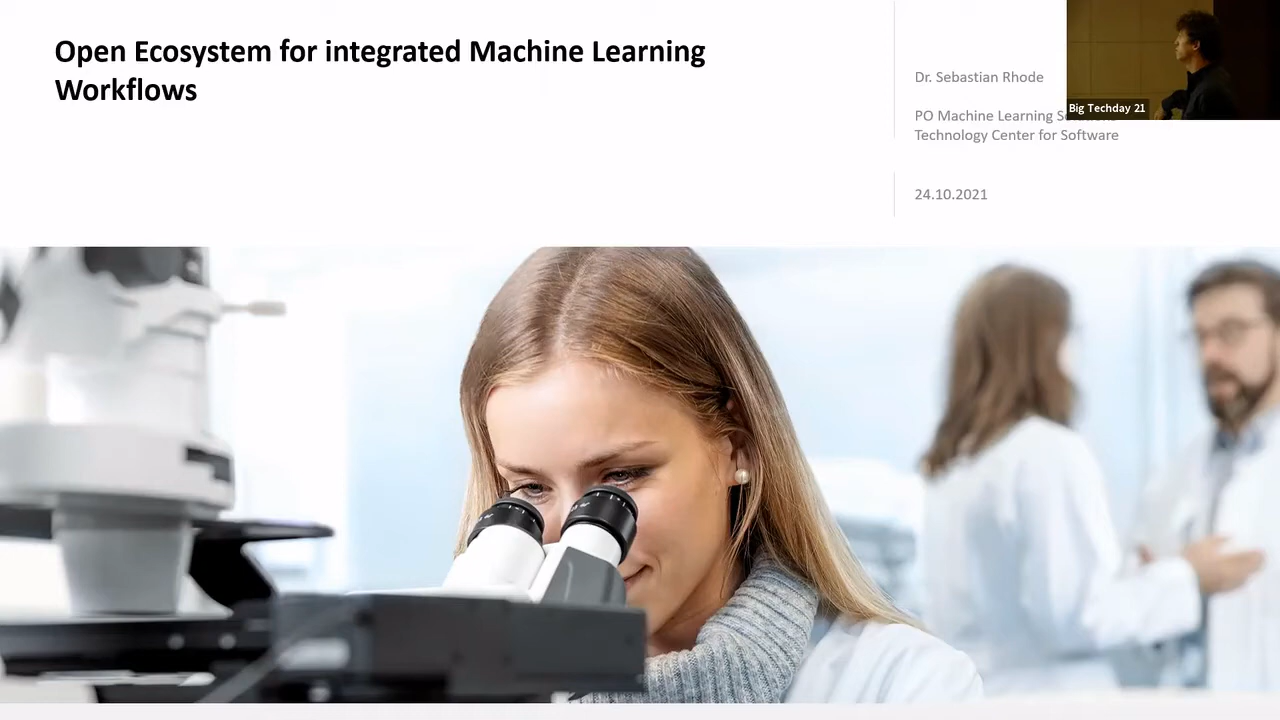 Open Ecosystem for integrated Machine Learning
Workflows
Dr. Sebastian Rhode
PO Machine Learning
Technology Center for Software
24.10.2021
Big Techday 21